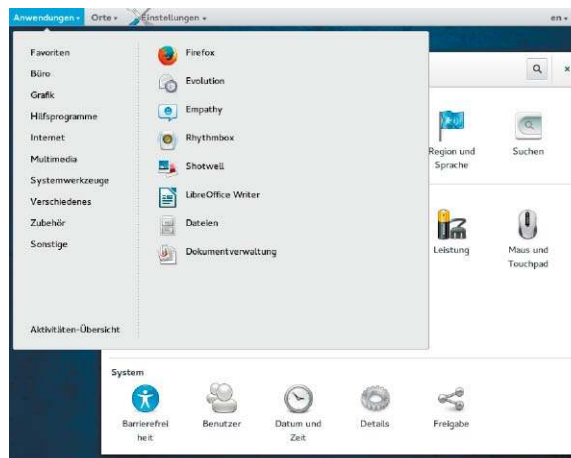 Anwendungen Orte Einstellungen en
Favoriten
Büro
Grafik
Hilfsprogramme
Internet
Multimedia
Systemwerkzeuge
Verschiedenes
Zubehör
Sonstige
Aktivitäten-Übersicht
Firefox
Evolution
Empathy
Rhythmbox
Shotwell
LibreOffice Writer
Dateien
Dokumentverwaltung
Region und
Sprache
Suchen
Leistung
Maus und
Touchpad
System
Barrierefrei
heit
Benutzer
Datum und
Zeit
Details
Freigabe